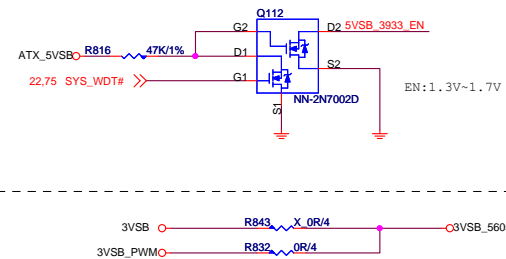 Q112
G2
D2
5VSB_3933_EN
ATX_5VSB
R816
47K/1%
D1
S2
22,75 SYS_WDT#
G1
EN:1.3V~1.7V
NN-2N7002D
S1
3VSB
R843
X_0R/4
3VSB_560
3VSB_PWM
R832
0R/4